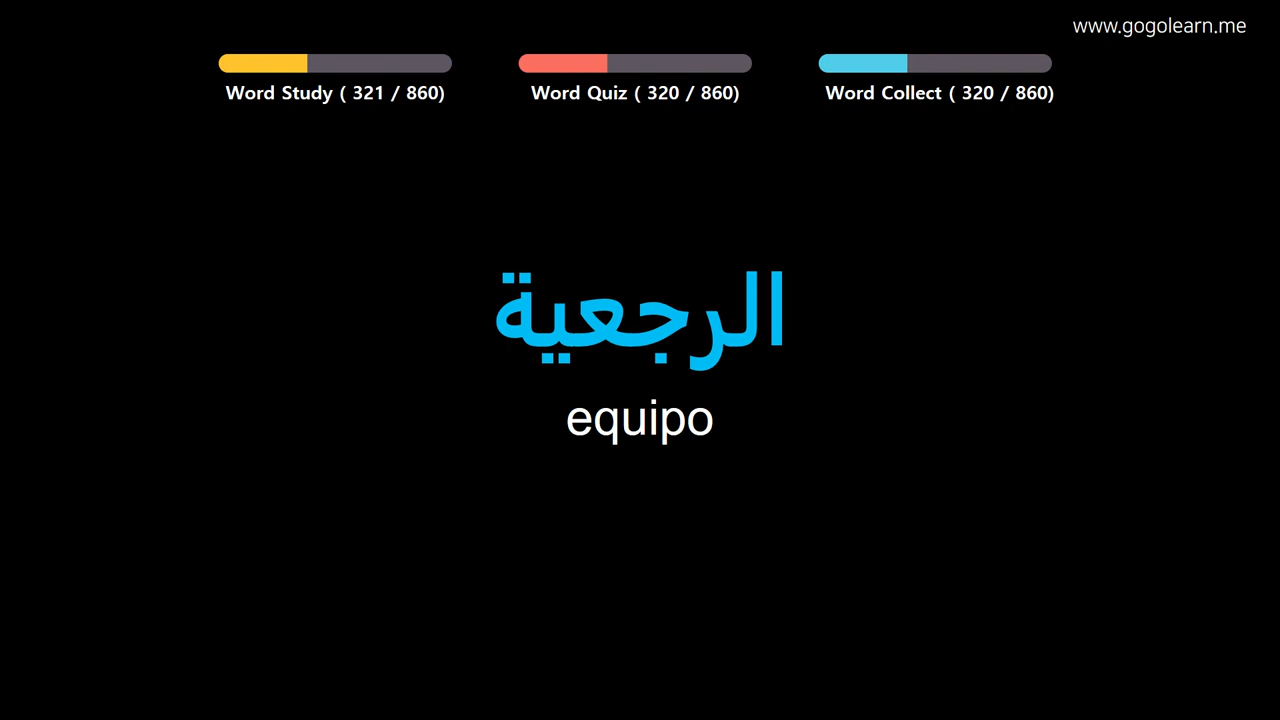 www.gogolearn.me
Word Study ( 321 / 860)
Word Quiz ( 320 / 860)
Word Collect ( 320 / 860)
الرجعية
equipo